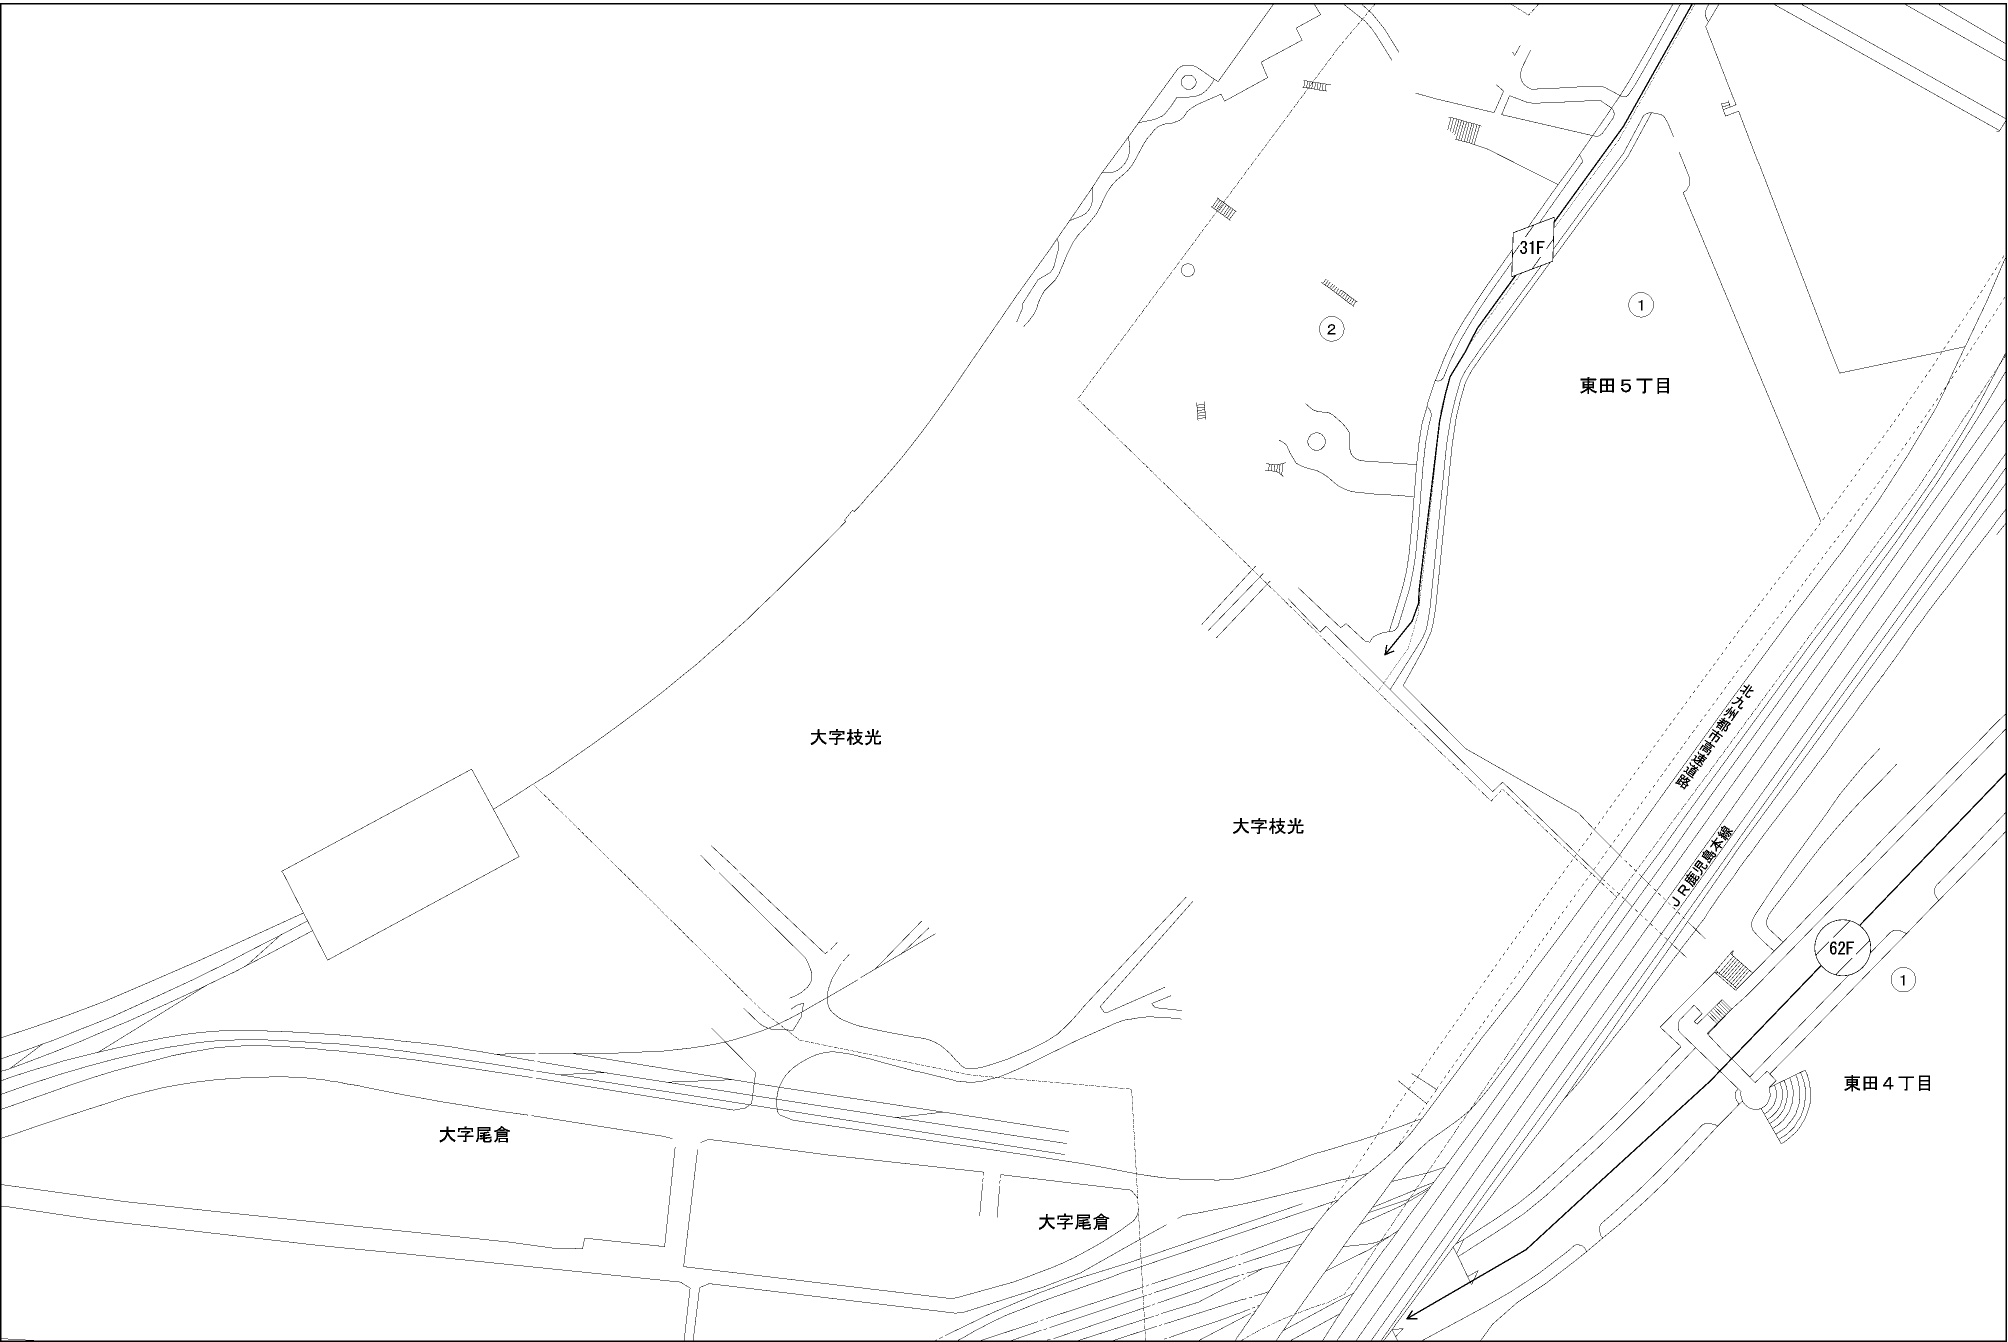 31F
①
②
東田５丁目
北九州都市高速道路
大字枝光
大字枝光
ＪＲ鹿児島本線
62F
①
東田４丁目
大字尾倉
大字尾倉